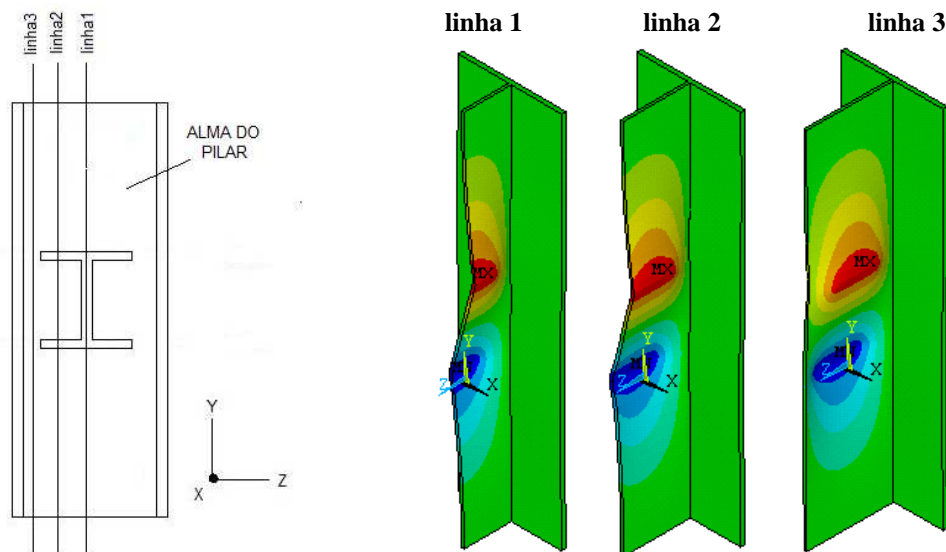 linha3
linha2
linha1
ALMA DO
PILAR
Y
X
Z
linha 1
linha 2
linha 3
MX
Y
Z
X
MX
Y
Z
X
MX
Y
Z
X